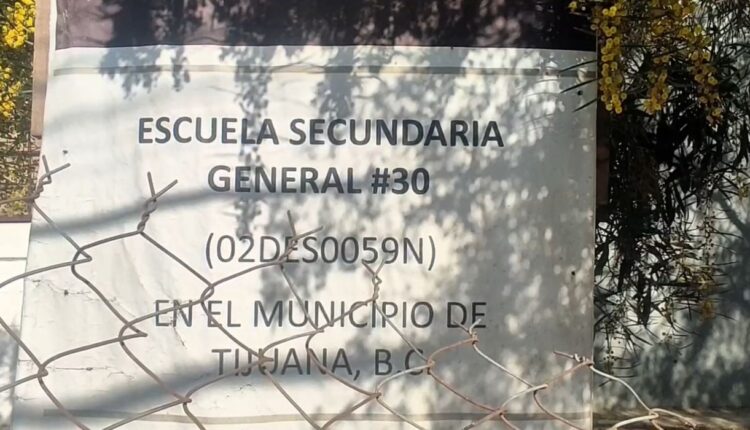 ESCUELA SECUNDARIA
GENERAL #30
(02DES0059N)
EN EL MUNICIPIO DE
TIJUANA, B.C.